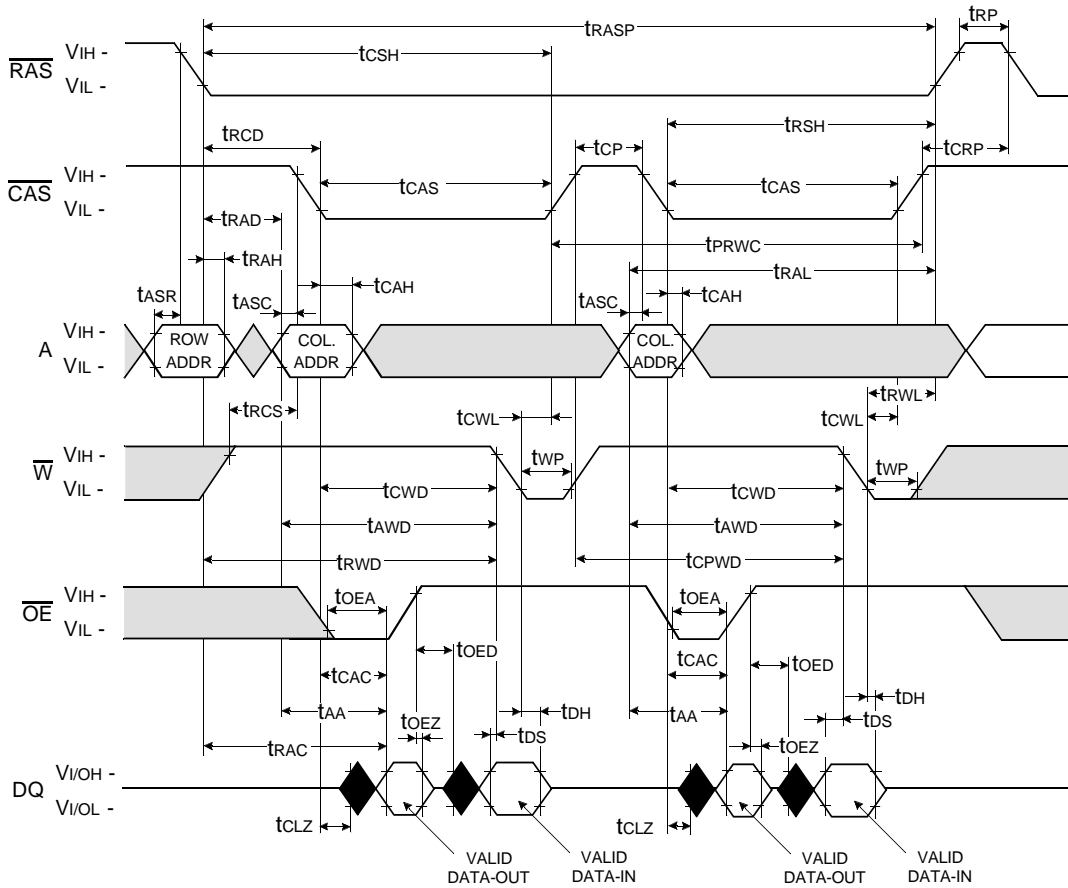 tRASP tRP
tCSH
RAS VIH -
VIL -
tRCD tRSH
tCP tCRP
CAS VIH -
VIL -
tCAS tCAS
tRAD tPRWC
tRAH tRAL
tASR tASC tCAH tASC tCAH
A VIH -
VIL -
ROW
ADDR
COL.
ADDR
COL.
ADDR
tRCS tCWL tRWL
tCWL
W VIH -
VIL -
tWP tWP
tCWD tCWD
tAWD tAWD
tRWD tCPWD
OE VIH -
VIL -
tOEA tOEA
tCAC tOED tCAC tOED
tAA tDH tAA tDH
tRAC tOEZ tDS tOEZ tDS
DQ VI/OH -
VI/OL -
tCLZ tCLZ
VALID
DATA-OUT
VALID
DATA-IN
VALID
DATA-OUT
VALID
DATA-IN